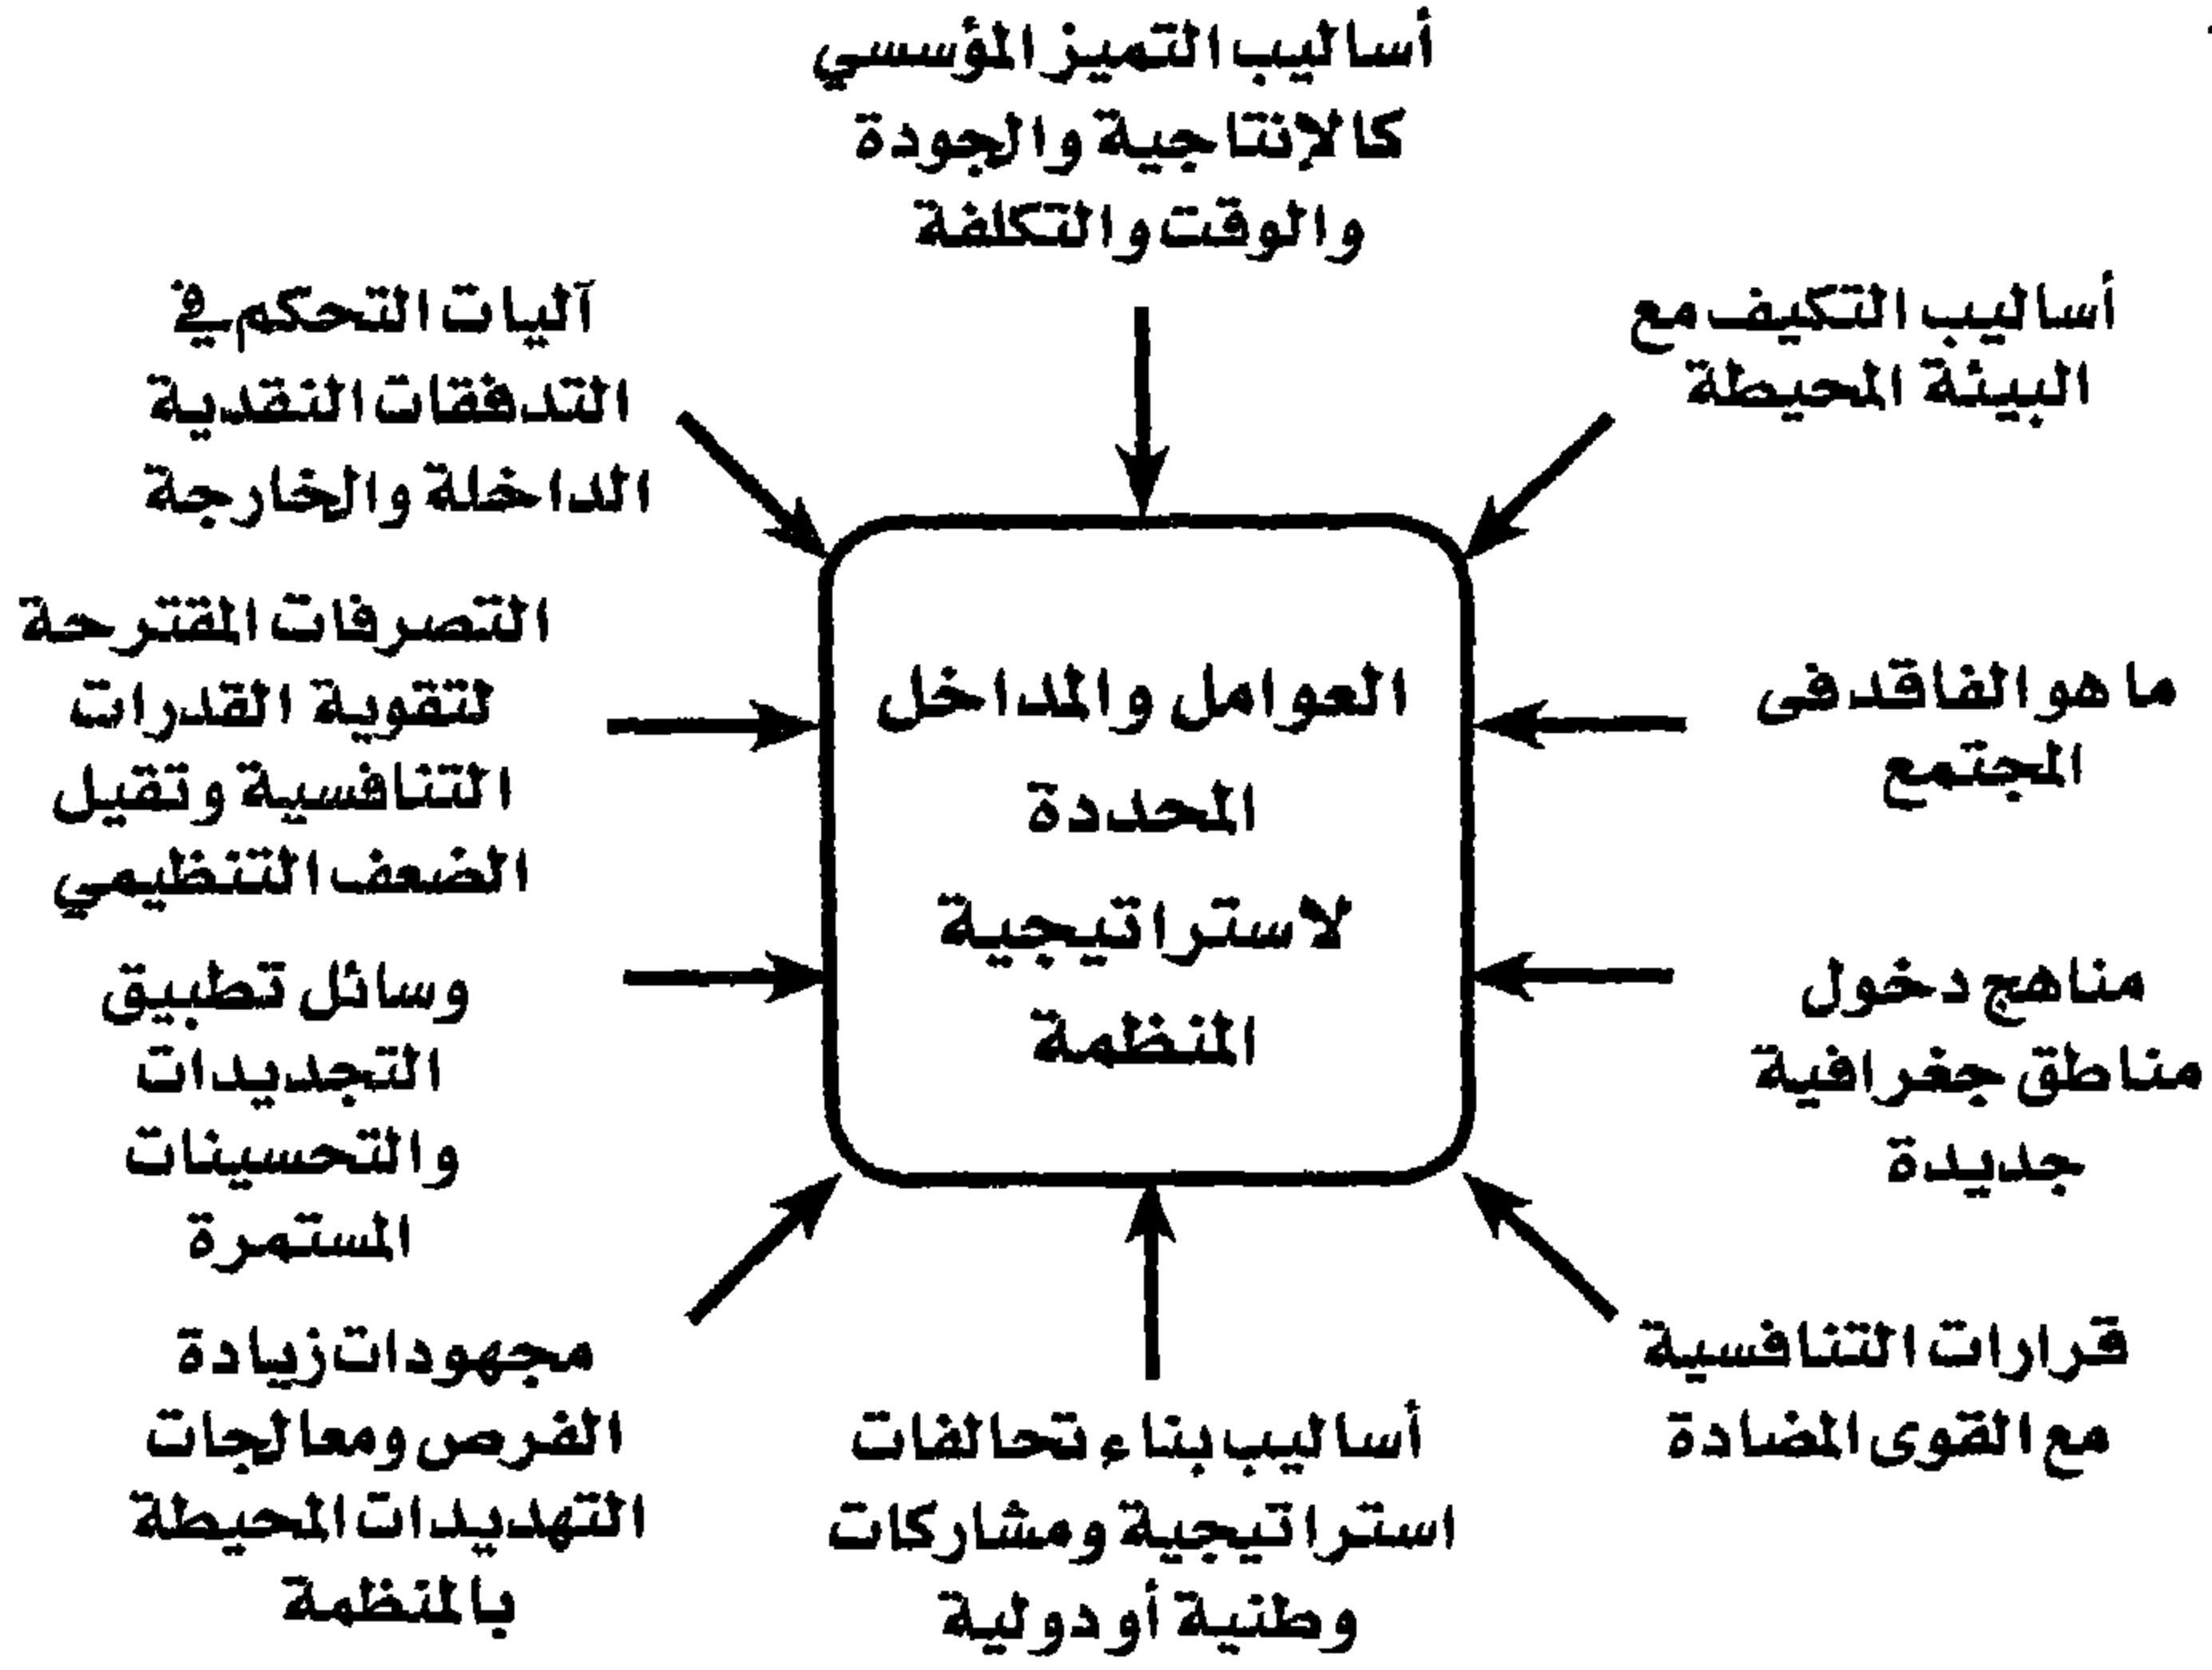 أساليب التميز المؤسسي
كالإنتاجية والجودة
والوقت والتكلفة
أساليب التكيف مع
البيئة المحيطة
ما هو الفاقد فى
المجتمع
مناهج دخول
مناطق جغرافية
جديدة
قرارات التنافسية
مع القوى المضادة
أساليب بناء تحالفات
استراتيجية ومشاركات
وطنية أو دولية
مجهودات زيادة
الفرص ومعالجات
التهديدات المحيطة
بالمنظمة
وسائل تطبيق
التجديدات
والتحسينات
المستمرة
التصرفات المقترحة
لتقوية القدرات
التنافسية وتقيل
الضعف التنظيمي
آليات التحكم في
التدفقات النقدية
الداخلة والخارجة
العوامل والمداخل
المحددة
لاستراتيجية
المنظمة